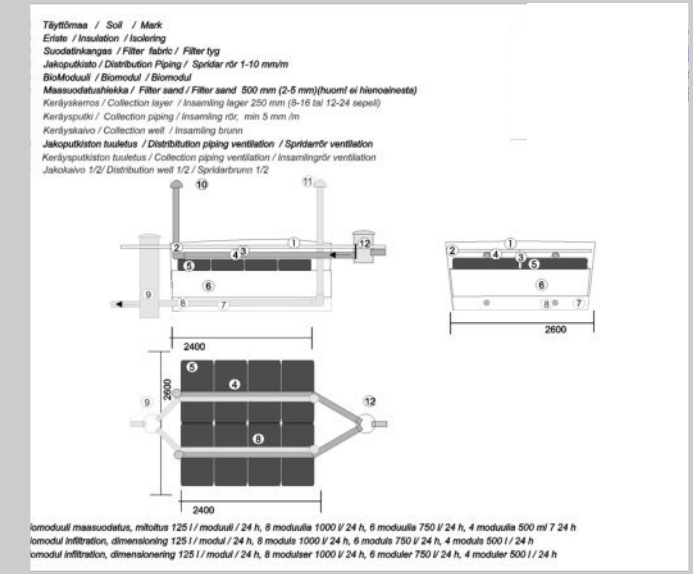 Täyttömaa / Soil / Mark
Eriste / Insulation / Isolering
Suodatinkangas / Filter fabric / Filter tyg
Jakoputkisto / Distribution Piping / Spridar rör 1-10 mm/m
BioModuuli / Biomodul / Biomodul
Maasuodatushiekka / Filter sand / Filter sand 500 mm (2-5 mm)(huom! ei hienoainesta)
Keräyskerros / Collection layer / Insamling lager 250 mm (8-16 tai 12-24 sepeli)
Keräysputki / Collection piping / Insamling rör, min 5 mm /m
Keräyskaivo / Collection well / Insamling brunn
Jakoputkiston tuuletus / Distribitution piping ventilation / Spridarrör ventilation
Keräysputkiston tuuletus / Collection piping ventilation / Insamlingrör ventilation
Jakokaivo 1/2/ Distribution well 1/2 / Spridarbrunn 1/2
10 11
2 3 1 12
4
5
6
9 8 7
2400
1
2 4 3
5
6
8 7
2600
5
4
2600
9 12
8
2400
iomoduuli maasuodatus, mitoitus 125 l / moduuli / 24 h, 8 moduulia 1000 l/ 24 h, 6 moduulia 750 l/ 24 h, 4 moduulia 500 ml 7 24 h
iomodul infiltration, dimensionering 125 l / modul / 24 h, 8 moduls 1000 l/ 24 h, 6 moduls 750 l/ 24 h, 4 moduls 500 l / 24 h
iomodul infiltration, dimensionering 125 l / modul / 24 h, 8 modulser 1000 l/ 24 h, 6 moduler 750 l/ 24 h, 4 moduler 500 l / 24 h